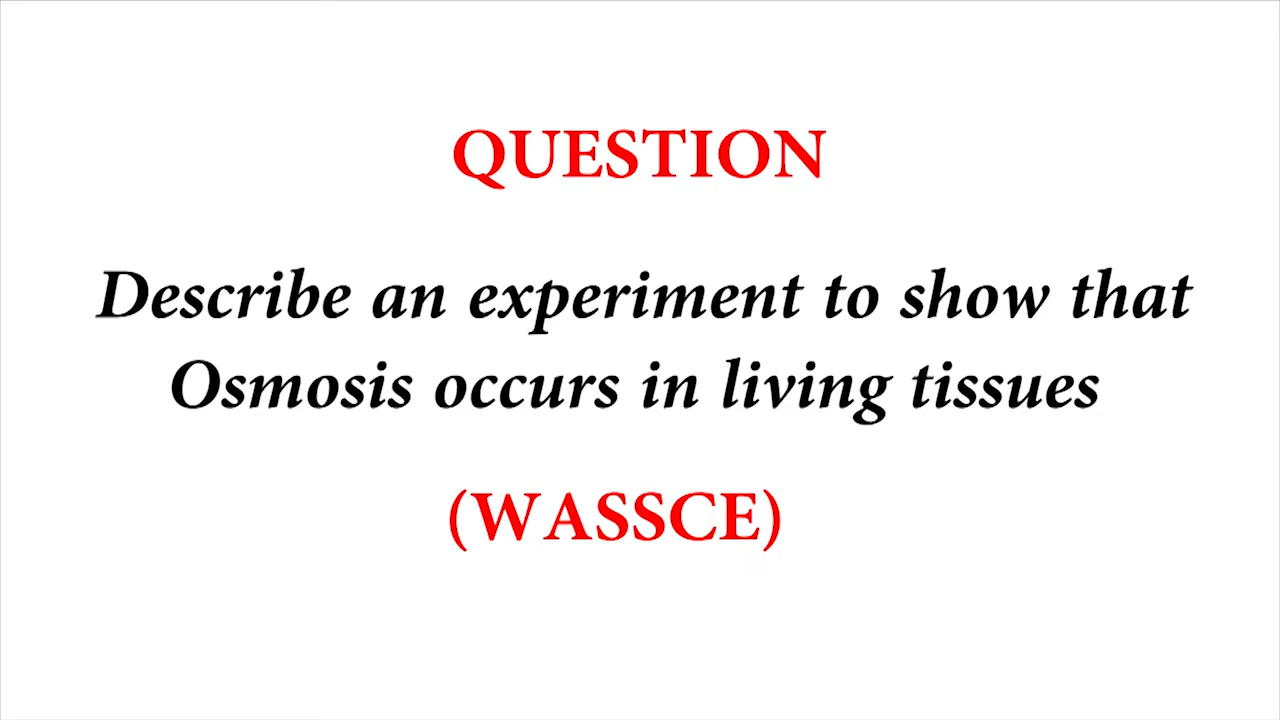 QUESTION
Describe an experiment to show that
Osmosis occurs in living tissues
(WASSCE)